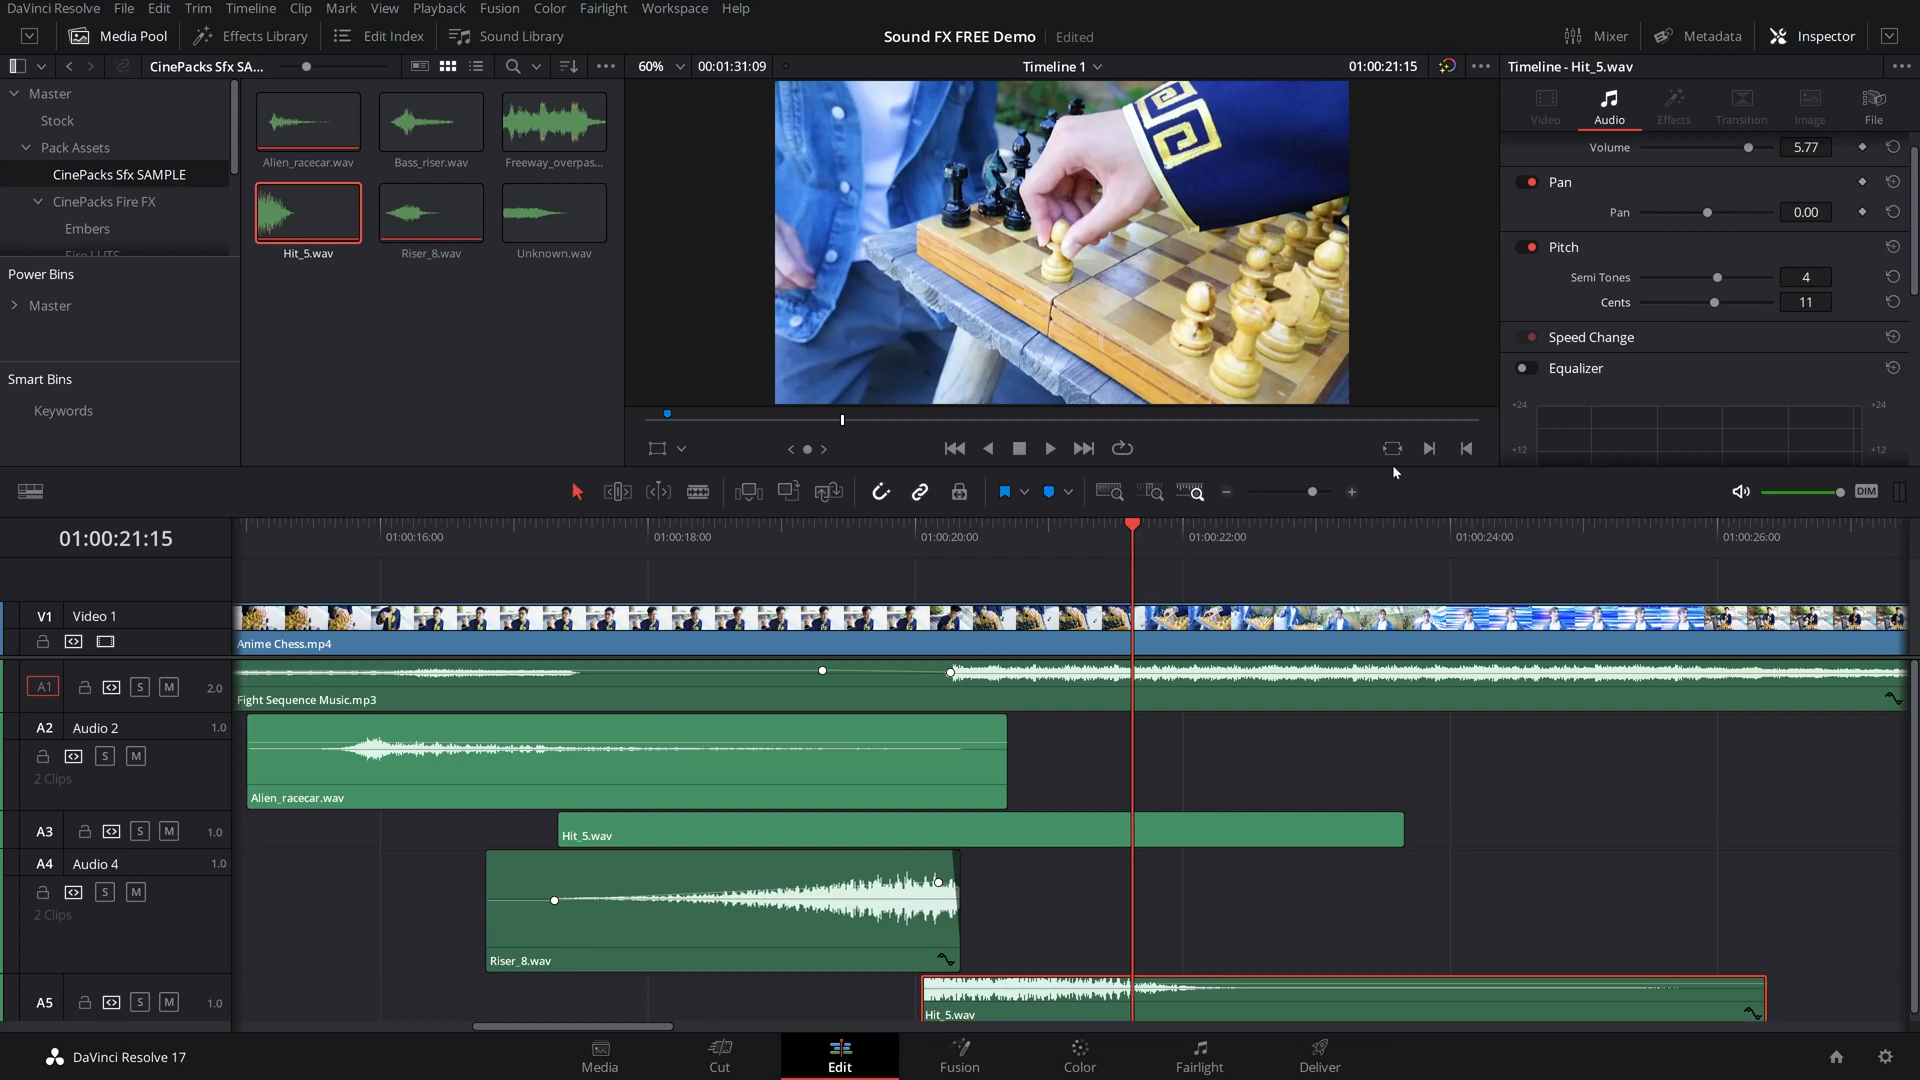 DaVinci Resolve File Edit Trim Timeline Clip Mark View Playback Fusion Color Fairlight Workspace Help
Media Pool Effects Library Edit Index Sound Library Sound FX FREE Demo Edited Mixer Metadata Inspector
CinePacks Sfx SA... 60% 00:01:31:09 Timeline 1 01:00:21:15 Timeline - Hit_5.wav
Master
Stock
Pack Assets
CinePacks Sfx SAMPLE
CinePacks Fire FX
Embers
Fire LUTS
Power Bins
Master
Smart Bins
Keywords
Alien_racecar.wav Bass_riser.wav Freeway_overpas...
Hit_5.wav Riser_8.wav Unknown.wav
Video Audio Effects Transition Image File
Volume 5.77
Pan
Pan 0.00
Pitch
Semi Tones 4
Cents 11
Speed Change
Equalizer
+24 +24
+12 +12
DIM
01:00:21:15
01:00:16:00 01:00:18:00 01:00:20:00 01:00:22:00 01:00:24:00 01:00:26:00
V1 Video 1
Anime Chess.mp4
A1 S M 2.0
Fight Sequence Music.mp3
A2 Audio 2 1.0
S M
2 Clips
Alien_racecar.wav
A3 S M 1.0
Hit_5.wav
A4 Audio 4 1.0
S M
2 Clips
Riser_8.wav
A5 S M 1.0
Hit_5.wav
DaVinci Resolve 17
Media Cut Edit Fusion Color Fairlight Deliver